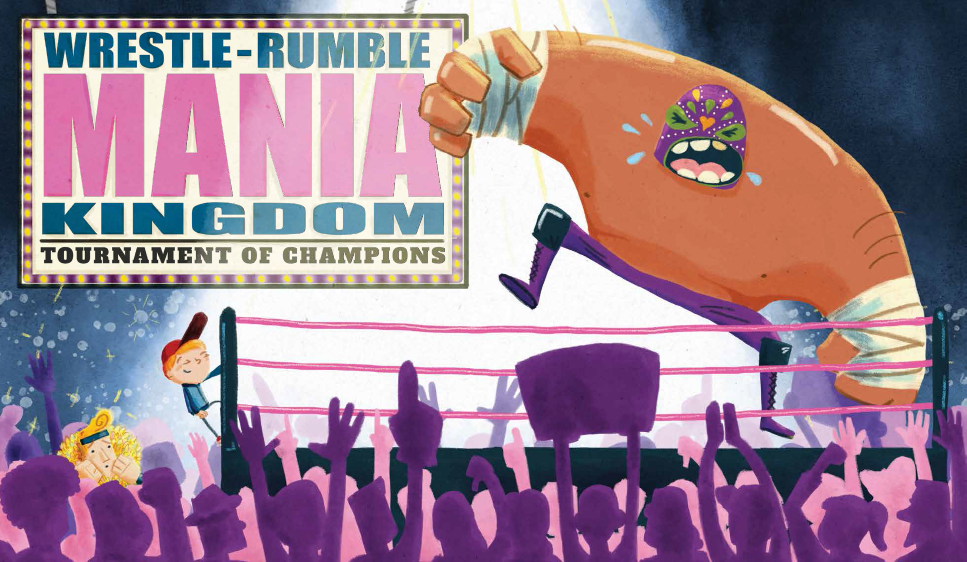 WRESTLE-RUMBLE
MANIA
KINGDOM
TOURNAMENT OF CHAMPIONS